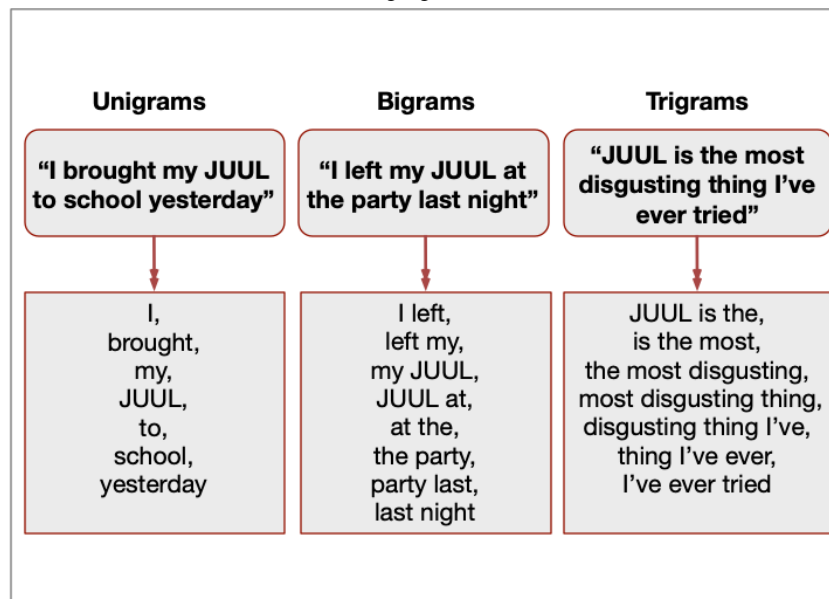 Unigrams
“I brought my JUUL
to school yesterday”
I,
brought,
my,
JUUL,
to,
school,
yesterday
Bigrams
“I left my JUUL at
the party last night”
I left,
left my,
my JUUL,
JUUL at,
at the,
the party,
party last,
last night
Trigrams
“JUUL is the most
disgusting thing I’ve
ever tried”
JUUL is the,
is the most,
the most disgusting,
most disgusting thing,
disgusting thing I’ve,
thing I’ve ever,
I’ve ever tried